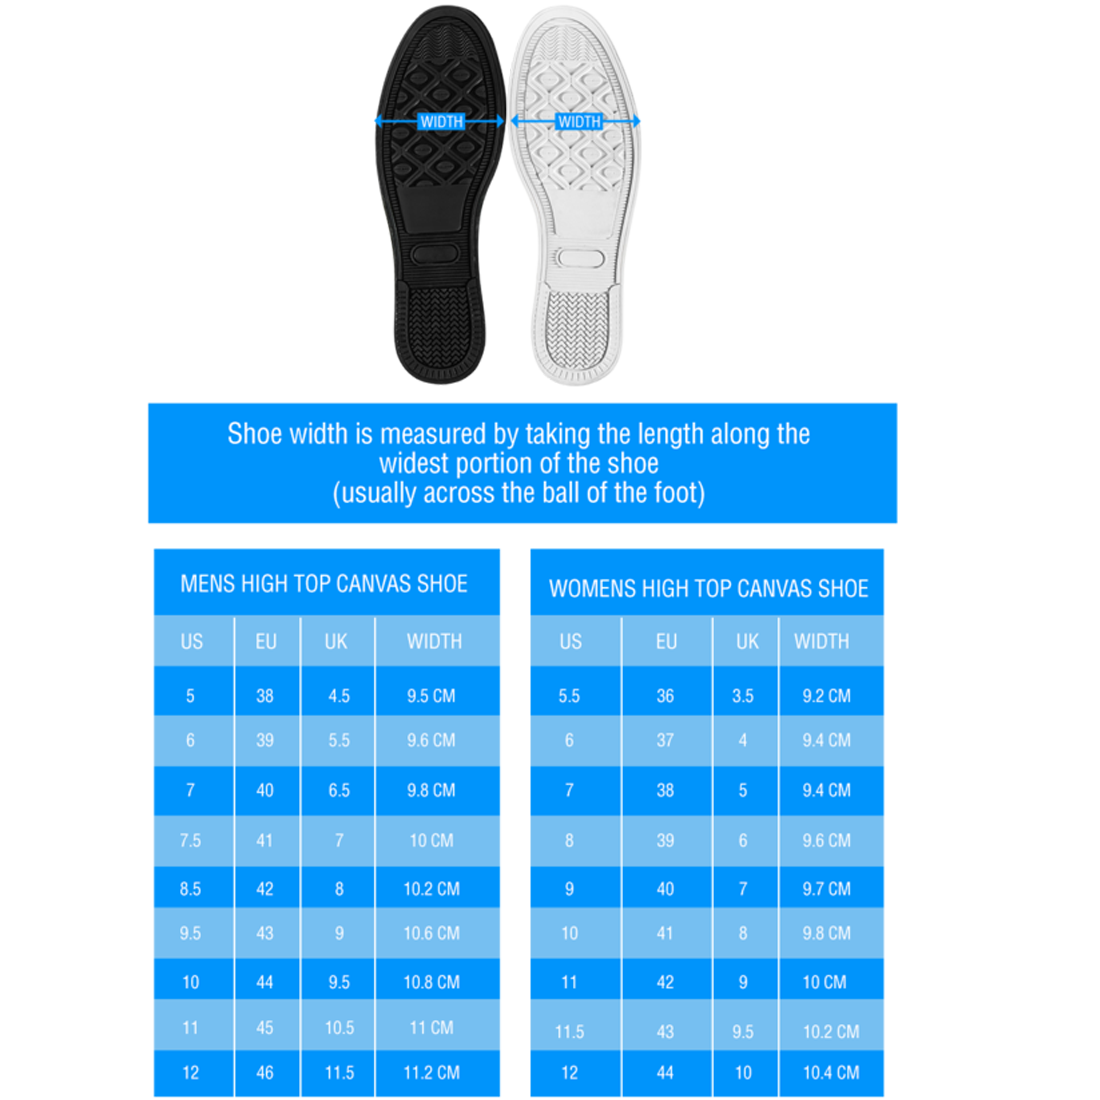 WIDTH WIDTH
Shoe width is measured by taking the length along the
widest portion of the shoe
(usually across the ball of the foot)
MENS HIGH TOP CANVAS SHOE
US EU UK WIDTH
5 38 4.5 9.5 CM
6 39 5.5 9.6 CM
7 40 6.5 9.8 CM
7.5 41 7 10 CM
8.5 42 8 10.2 CM
9.5 43 9 10.6 CM
10 44 9.5 10.8 CM
11 45 10.5 11 CM
12 46 11.5 11.2 CM
WOMENS HIGH TOP CANVAS SHOE
US EU UK WIDTH
5.5 36 3.5 9.2 CM
6 37 4 9.4 CM
7 38 5 9.4 CM
8 39 6 9.6 CM
9 40 7 9.7 CM
10 41 8 9.8 CM
11 42 9 10 CM
11.5 43 9.5 10.2 CM
12 44 10 10.4 CM